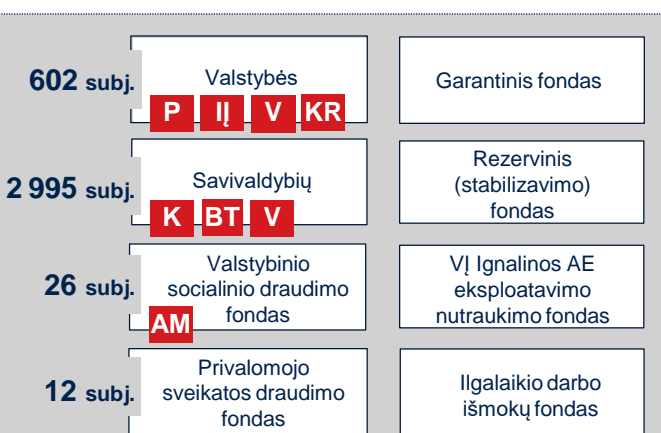 602 subj.
Valstybės
P IĮ V KR
Garantinis fondas
2 995 subj.
Savivaldybių
K BT V
Rezervinis
(stabilizavimo)
fondas
26 subj.
Valstybinio
socialinio draudimo
fondas
AM
VĮ Ignalinos AE
eksploatavimo
nutraukimo fondas
12 subj.
Privalomojo
sveikatos draudimo
fondas
Ilgalaikio darbo
išmokų fondas